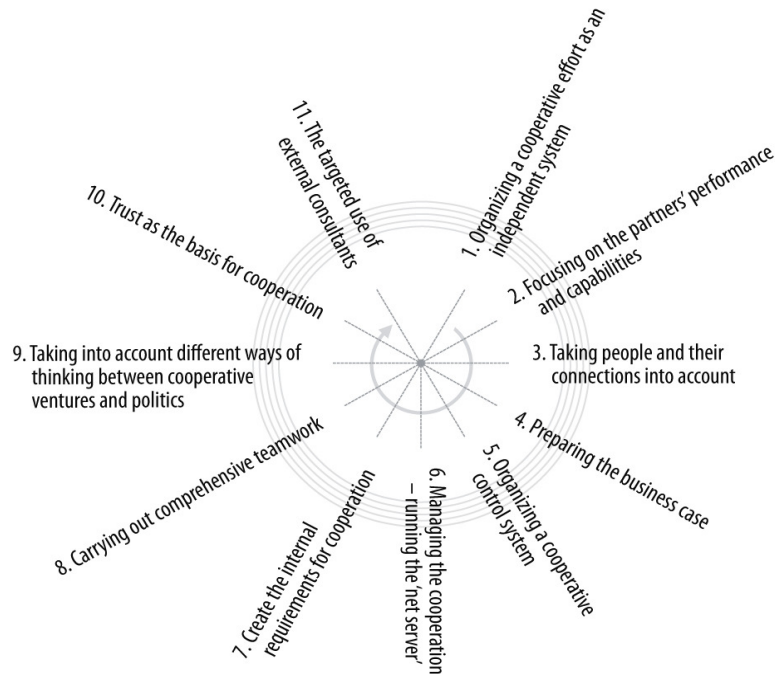 1. Organizing a cooperative effort as an
independent system
2. Focusing on the partners' performance
and capabilities
3. Taking people and their
connections into account
4. Preparing the business case
5. Organizing a cooperative
control system
6. Managing the cooperation
– running the 'net server'
7. Create the internal
requirements for cooperation
8. Carrying out comprehensive teamwork
9. Taking into account different ways of
thinking between cooperative
ventures and politics
10. Trust as the basis for cooperation
11. The targeted use of
external consultants